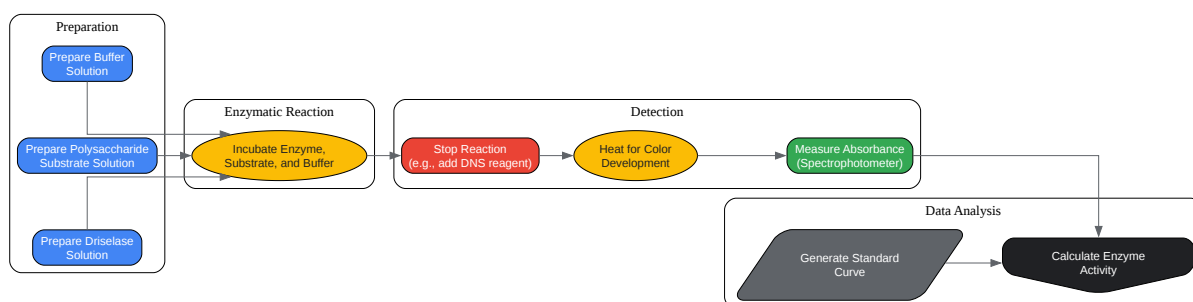 Preparation
Prepare Buffer
Solution
Prepare Polysaccharide
Substrate Solution
Prepare Driselase
Solution
Enzymatic Reaction
Incubate Enzyme,
Substrate, and Buffer
Detection
Stop Reaction
(e.g., add DNS reagent)
Heat for Color
Development
Measure Absorbance
(Spectrophotometer)
Data Analysis
Generate Standard
Curve
Calculate Enzyme
Activity